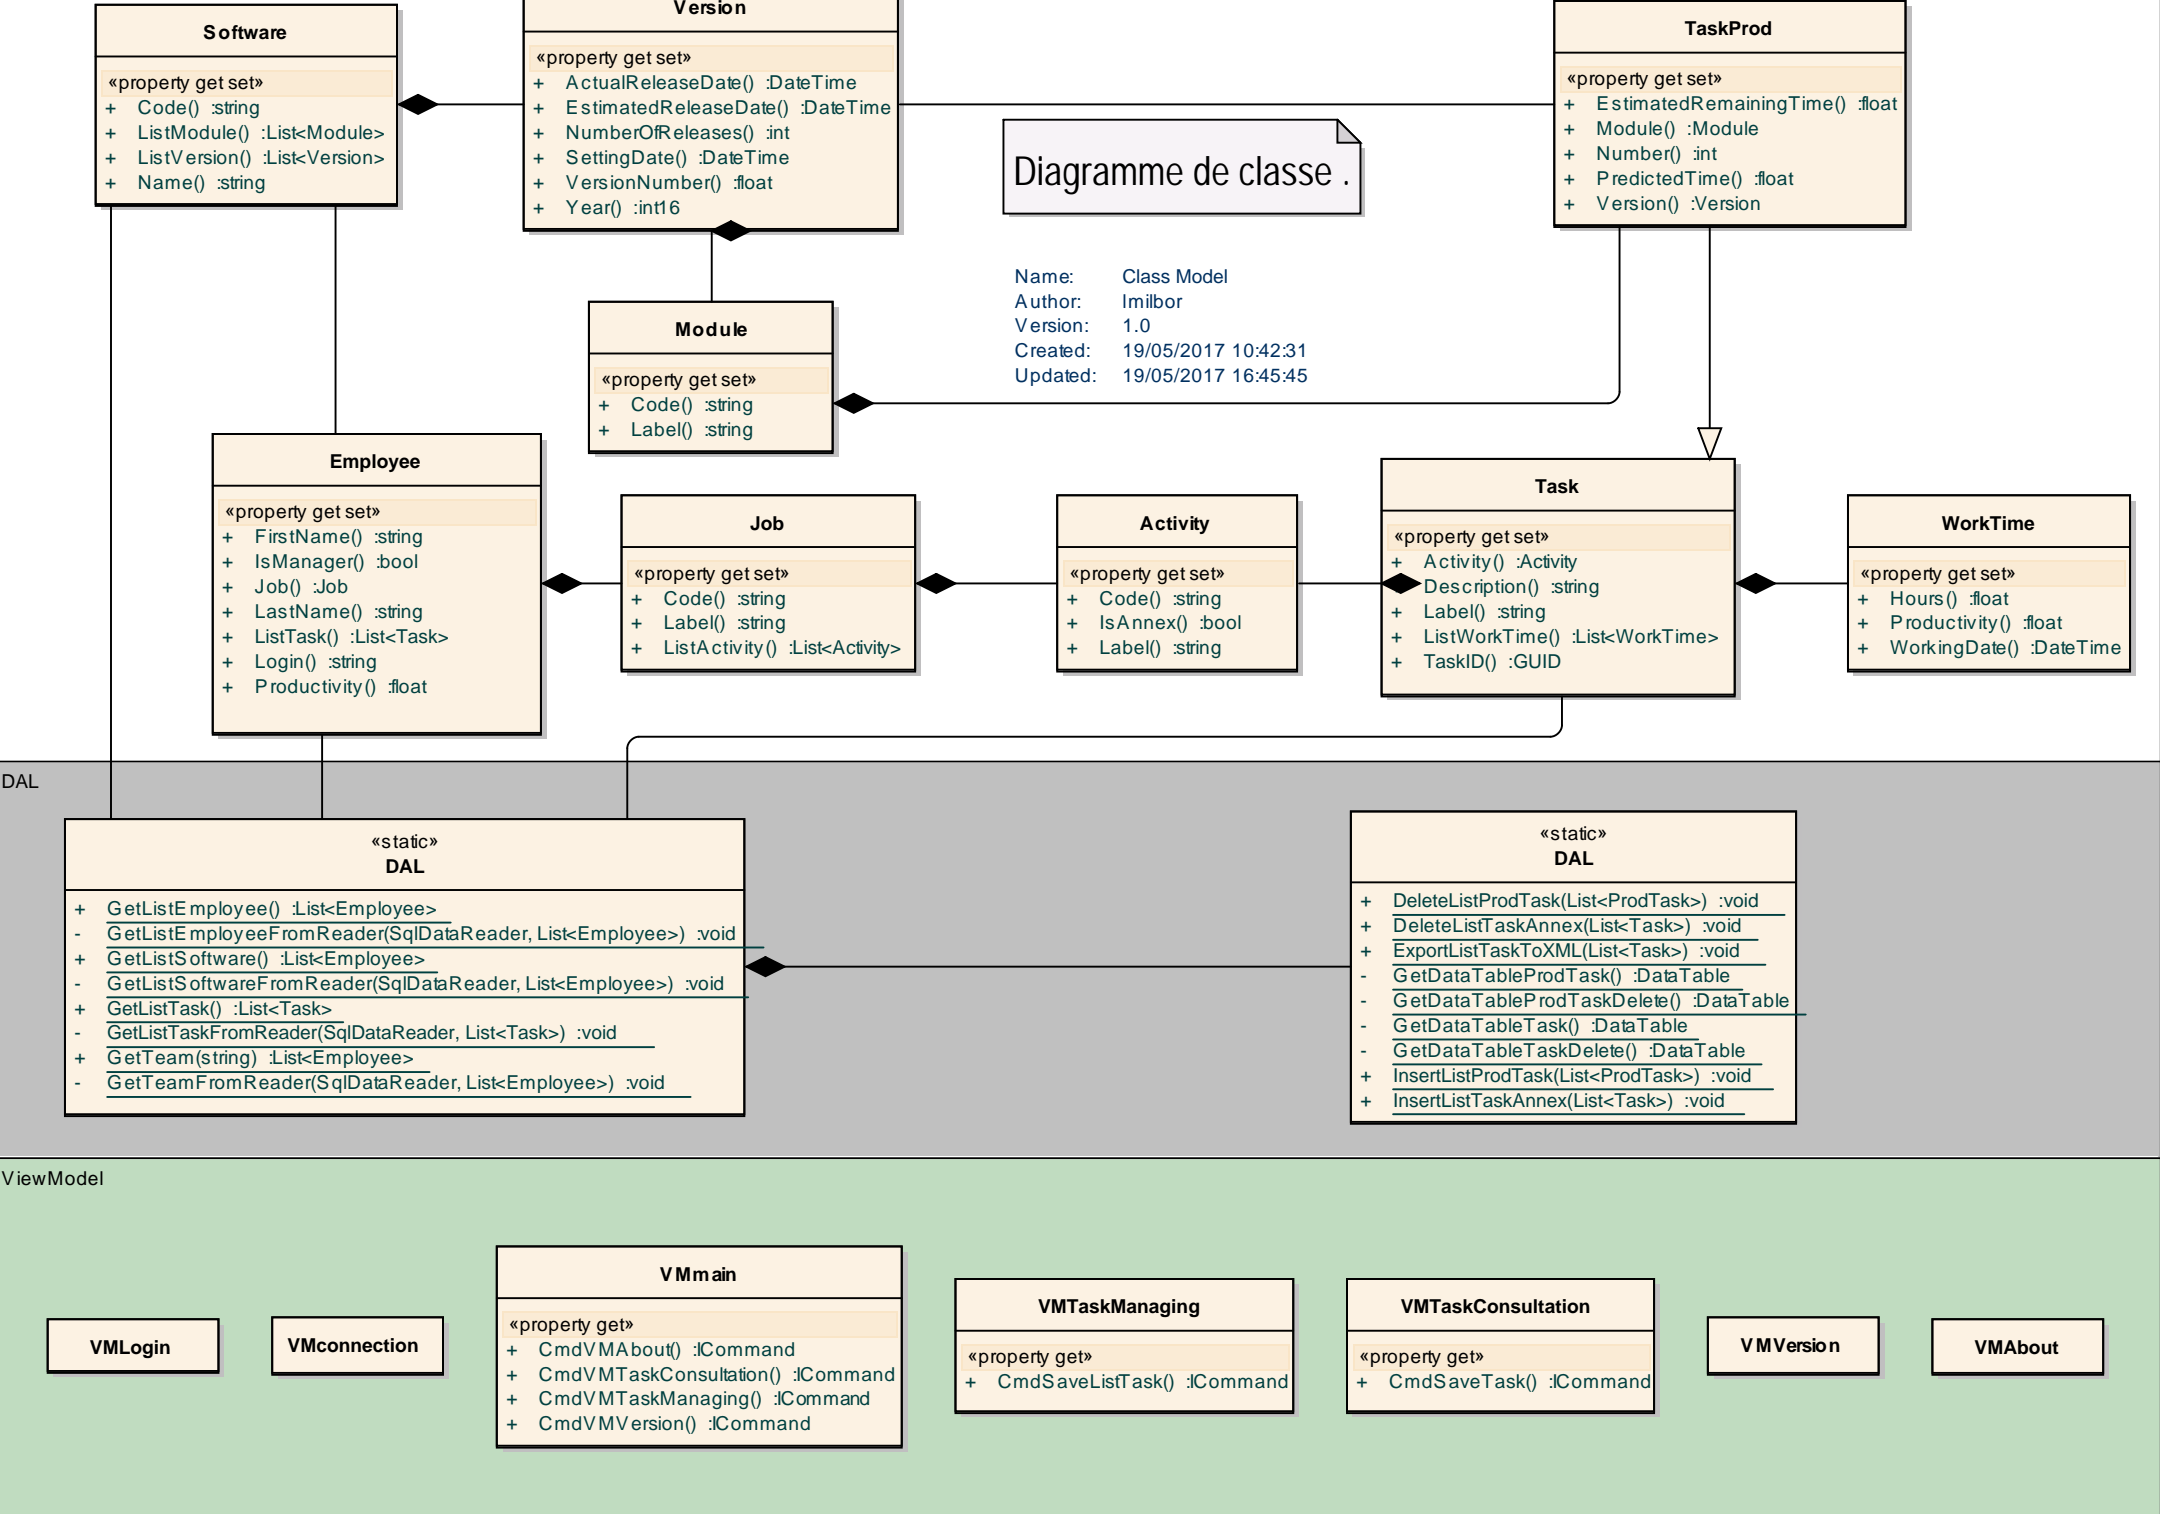 Software
«property get set»
+ Code() :string
+ ListModule() :List<Module>
+ ListVersion() :List<Version>
+ Name() :string
Version
«property get set»
+ ActualReleaseDate() :DateTime
+ EstimatedReleaseDate() :DateTime
+ NumberOfReleases() :int
+ SettingDate() :DateTime
+ VersionNumber() :float
+ Year() :int16
TaskProd
«property get set»
+ EstimatedRemainingTime() :float
+ Module() :Module
+ Number() :int
+ PredictedTime() :float
+ Version() :Version
Diagramme de classe .
Name: Class Model
Author: lmilbor
Version: 1.0
Created: 19/05/2017 10:42:31
Updated: 19/05/2017 16:45:45
Module
«property get set»
+ Code() :string
+ Label() :string
Employee
«property get set»
+ FirstName() :string
+ IsManager() :bool
+ Job() :Job
+ LastName() :string
+ ListTask() :List<Task>
+ Login() :string
+ Productivity() :float
Job
«property get set»
+ Code() :string
+ Label() :string
+ ListActivity() :List<Activity>
Activity
«property get set»
+ Code() :string
+ IsAnnex() :bool
+ Label() :string
Task
«property get set»
+ Activity() :Activity
Description() :string
+ Label() :string
+ ListWorkTime() :List<WorkTime>
+ TaskID() :GUID
WorkTime
«property get set»
+ Hours() :float
+ Productivity() :float
+ WorkingDate() :DateTime
DAL
«static»
DAL
+ GetListEmployee() :List<Employee>
- GetListEmployeeFromReader(SqlDataReader, List<Employee>) :void
+ GetListSoftware() :List<Employee>
- GetListSoftwareFromReader(SqlDataReader, List<Employee>) :void
+ GetListTask() :List<Task>
- GetListTaskFromReader(SqlDataReader, List<Task>) :void
+ GetTeam(string) :List<Employee>
- GetTeamFromReader(SqlDataReader, List<Employee>) :void
«static»
DAL
+ DeleteListProdTask(List<ProdTask>) :void
+ DeleteListTaskAnnex(List<Task>) :void
+ ExportListTaskToXML(List<Task>) :void
- GetDataTableProdTask() :DataTable
- GetDataTableProdTaskDelete() :DataTable
- GetDataTableTask() :DataTable
- GetDataTableTaskDelete() :DataTable
+ InsertListProdTask(List<ProdTask>) :void
+ InsertListTaskAnnex(List<Task>) :void
ViewModel
VMLogin
VMconnection
VMmain
«property get»
+ CmdVMAbout() :ICommand
+ CmdVMTaskConsultation() :ICommand
+ CmdVMTaskManaging() :ICommand
+ CmdVMVersion() :ICommand
VMTaskManaging
«property get»
+ CmdSaveListTask() :ICommand
VMTaskConsultation
«property get»
+ CmdSaveTask() :ICommand
VMVersion
VMAbout